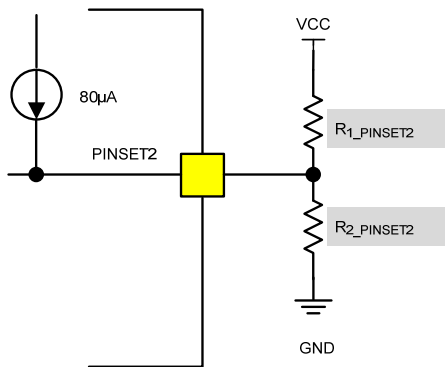 VCC
80µA
R1_PINSET2
PINSET2
R2_PINSET2
GND